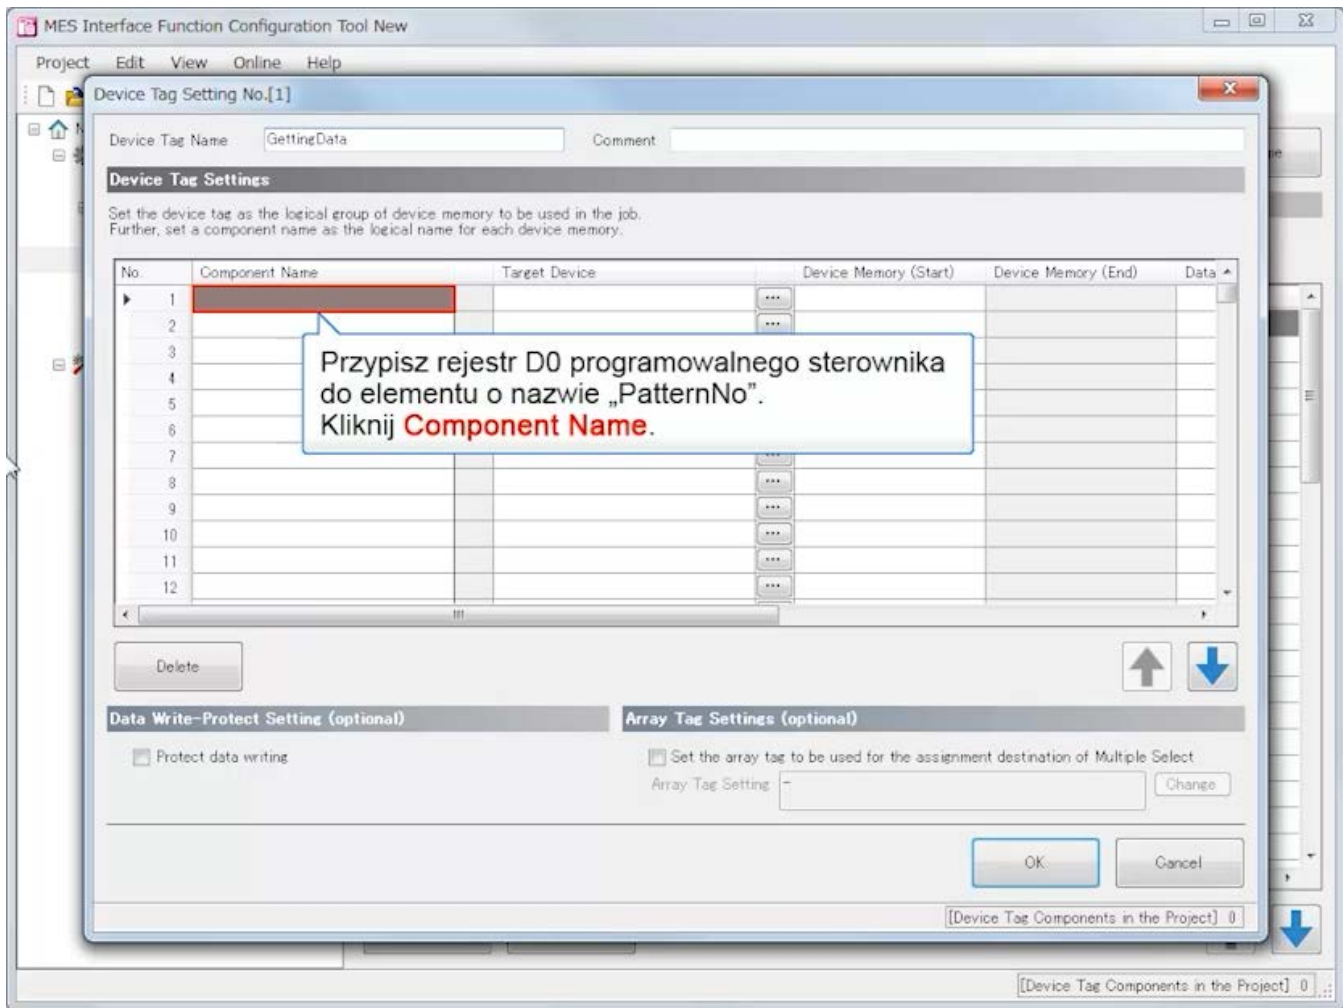 MES Interface Function Configuration Tool New
Project Edit View Online Help
Device Tag Setting No.[1]
Device Tag Name GettingData Comment
Device Tag Settings
Set the device tag as the logical group of device memory to be used in the job.
Further, set a component name as the logical name for each device memory.
No. Component Name Target Device Device Memory (Start) Device Memory (End) Data
1 ...
2 ...
3
4
5
6
7 ...
8 ...
9 ...
10 ...
11 ...
12 ...
Przypisz rejestr D0 programowalnego sterownika
do elementu o nazwie „PatternNo”.
Kliknij Component Name.
Delete
Data Write-Protect Setting (optional) Array Tag Settings (optional)
Protect data writing Set the array tag to be used for the assignment destination of Multiple Select
Array Tag Setting - Change
OK Cancel
[Device Tag Components in the Project] 0
[Device Tag Components in the Project] 0